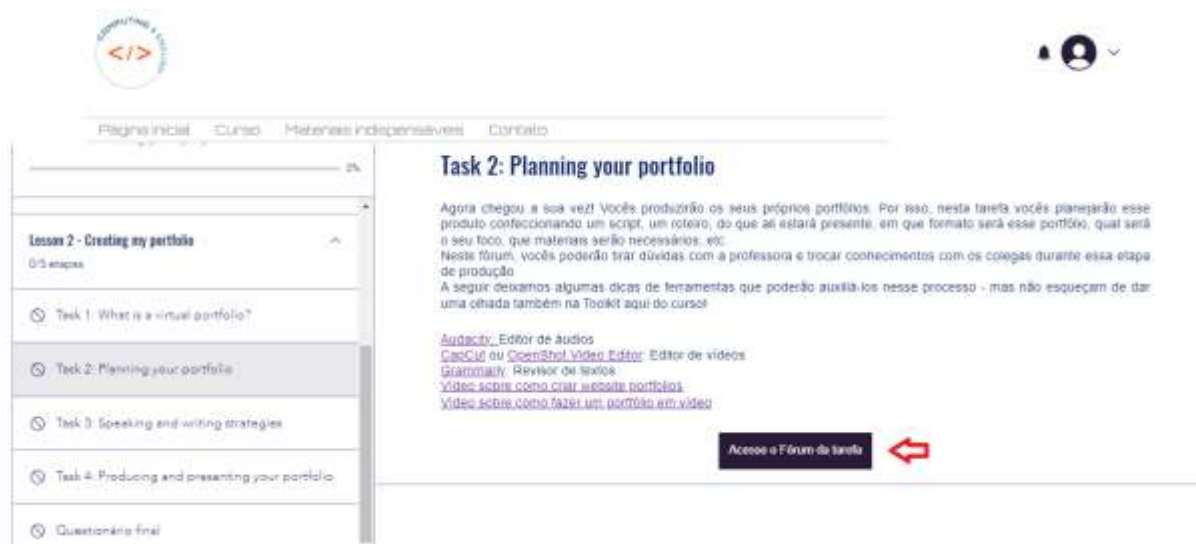 COMPUTING
</>
Página inicial Curso Materiais indispensáveis Contato
0%
Lesson 2 - Creating my portfolio
0/5 etapas
Task 1: What is a virtual portfolio?
Task 2: Planning your portfolio
Task 3: Speaking and writing strategies
Task 4: Producing and presenting your portfolio
Questionário final
Task 2: Planning your portfolio
Agora chegou a sua vez! Vocês produzirão os seus próprios portfólios. Por isso, nesta tarefa vocês planejarão esse
produto confeccionando um script, um roteiro, do que ali estará presente, em que formato será esse portfólio, qual será
o seu foco, que materiais serão necessários, etc.
Neste fórum, vocês poderão tirar dúvidas com a professora e trocar conhecimentos com os colegas durante essa etapa
de produção.
A seguir deixamos algumas dicas de ferramentas que poderão auxiliá-los nesse processo - mas não esqueçam de dar
uma olhada também na Toolkit aqui do curso!
Audacity: Editor de áudios
CapCut ou OpenShot Video Editor: Editor de vídeos
Grammarly: Revisor de textos
Vídeo sobre como criar website portfólios
Vídeo sobre como fazer um portfólio em vídeo
Acesse o Fórum da tarefa